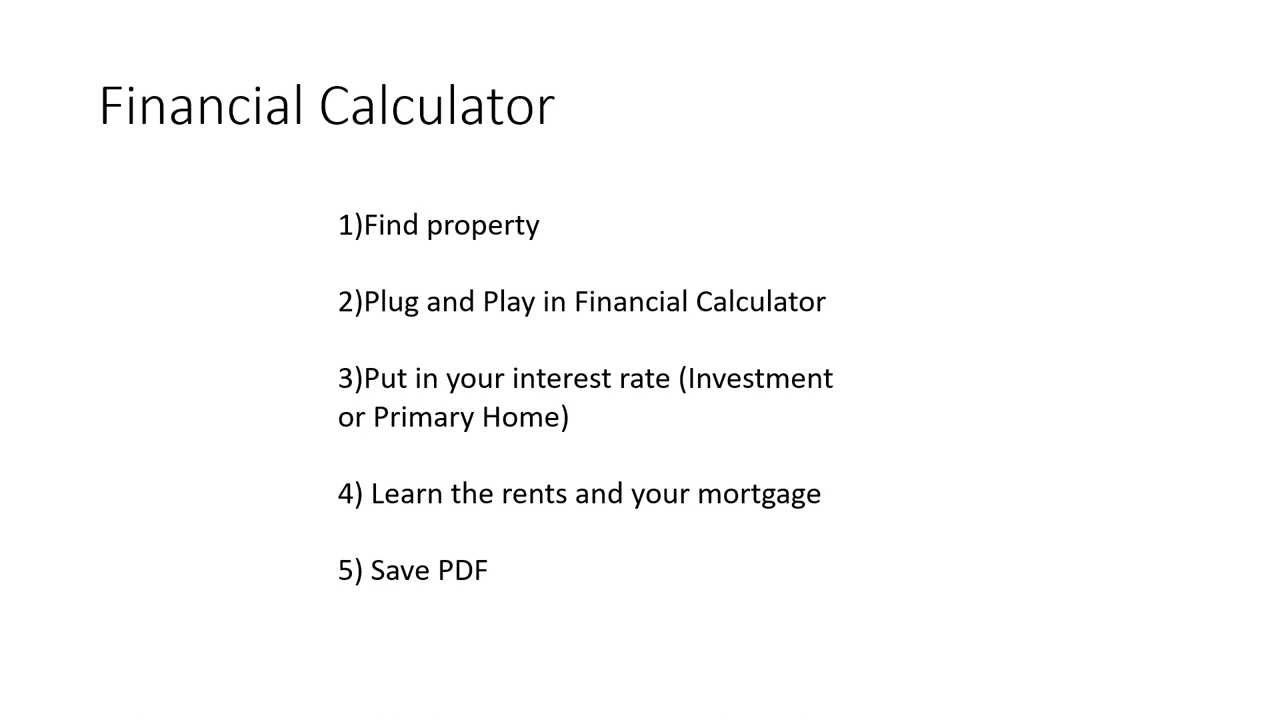 Financial Calculator
1)Find property
2)Plug and Play in Financial Calculator
3)Put in your interest rate (Investment
or Primary Home)
4) Learn the rents and your mortgage
5) Save PDF